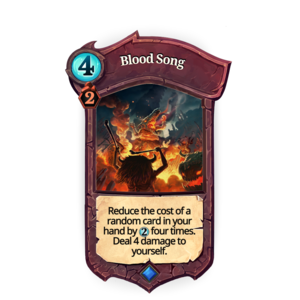 4
Blood Song
2
Reduce the cost of a
random card in your
hand by 2 four times.
Deal 4 damage to
yourself.